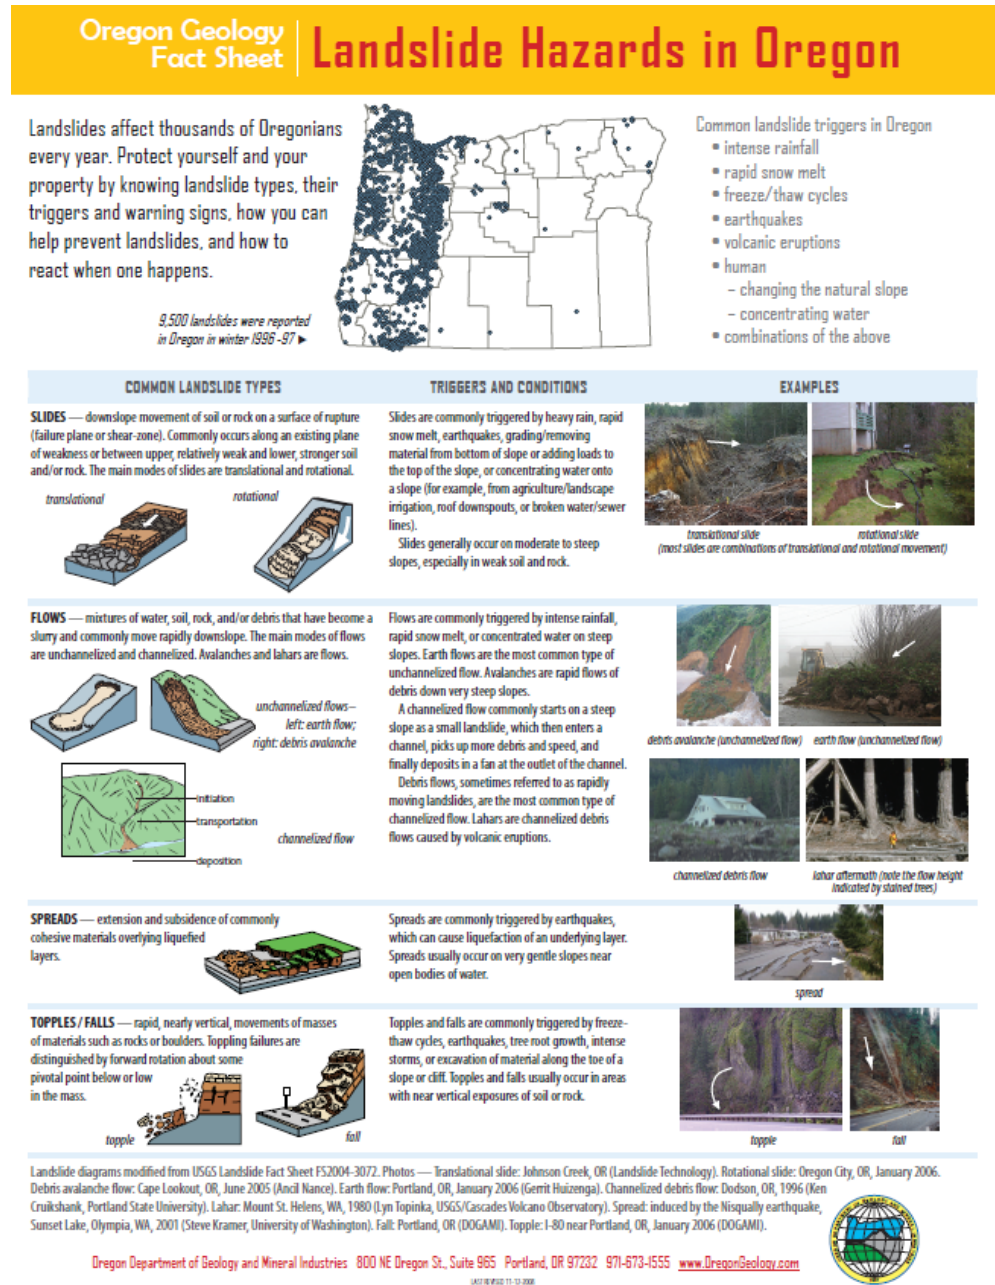 Oregon Geology
Fact Sheet
Landslide Hazards in Oregon
Landslides affect thousands of Oregonians
every year. Protect yourself and your
property by knowing landslide types, their
triggers and warning signs, how you can
help prevent landslides, and how to
react when one happens.
9,500 landslides were reported
in Oregon in winter 1996 -97 ►
Common landslide triggers in Oregon
• intense rainfall
• rapid snow melt
• freeze/thaw cycles
• earthquakes
• volcanic eruptions
• human
– changing the natural slope
– concentrating water
• combinations of the above
COMMON LANDSLIDE TYPES
TRIGGERS AND CONDITIONS
EXAMPLES
SLIDES — downslope movement of soil or rock on a surface of rupture
(failure plane or shear-zone). Commonly occurs along an existing plane
of weakness or between upper, relatively weak and lower, stronger soil
and/or rock. The main modes of slides are translational and rotational.
translational
rotational
Slides are commonly triggered by heavy rain, rapid
snow melt, earthquakes, grading/removing
material from bottom of slope or adding loads to
the top of the slope, or concentrating water onto
a slope (for example, from agriculture/landscape
irrigation, roof downspouts, or broken water/sewer
lines).
Slides generally occur on moderate to steep
slopes, especially in weak soil and rock.
translational slide
rotational slide
(most slides are combinations of translational and rotational movement)
FLOWS — mixtures of water, soil, rock, and/or debris that have become a
slurry and commonly move rapidly downslope. The main modes of flows
are unchannelized and channelized. Avalanches and lahars are flows.
unchannelized flows–
left: earth flow;
right: debris avalanche
initiation
transportation
channelized flow
deposition
Flows are commonly triggered by intense rainfall,
rapid snow melt, or concentrated water on steep
slopes. Earth flows are the most common type of
unchannelized flow. Avalanches are rapid flows of
debris down very steep slopes.
A channelized flow commonly starts on a steep
slope as a small landslide, which then enters a
channel, picks up more debris and speed, and
finally deposits in a fan at the outlet of the channel.
Debris flows, sometimes referred to as rapidly
moving landslides, are the most common type of
channelized flow. Lahars are channelized debris
flows caused by volcanic eruptions.
debris avalanche (unchannelized flow)
earth flow (unchannelized flow)
channelized debris flow
lahar aftermath (note the flow height
indicated by stained trees)
SPREADS — extension and subsidence of commonly
cohesive materials overlying liquefied
layers.
Spreads are commonly triggered by earthquakes,
which can cause liquefaction of an underlying layer.
Spreads usually occur on very gentle slopes near
open bodies of water.
spread
TOPPLES / FALLS — rapid, nearly vertical, movements of masses
of materials such as rocks or boulders. Toppling failures are
distinguished by forward rotation about some
pivotal point below or low
in the mass.
topple
fall
Topples and falls are commonly triggered by freeze-
thaw cycles, earthquakes, tree root growth, intense
storms, or excavation of material along the toe of a
slope or cliff. Topples and falls usually occur in areas
with near vertical exposures of soil or rock.
topple
fall
Landslide diagrams modified from USGS Landslide Fact Sheet FS2004-3072. Photos — Translational slide: Johnson Creek, OR (Landslide Technology). Rotational slide: Oregon City, OR, January 2006.
Debris avalanche flow: Cape Lookout, OR, June 2005 (Ancil Nance). Earth flow: Portland, OR, January 2006 (Gerrit Huizenga). Channelized debris flow: Dodson, OR, 1996 (Ken
Cruikshank, Portland State University). Lahar: Mount St. Helens, WA, 1980 (Lyn Topinka, USGS/Cascades Volcano Observatory). Spread: induced by the Nisqually earthquake,
Sunset Lake, Olympia, WA, 2001 (Steve Kramer, University of Washington). Fall: Portland, OR (DOGAMI). Topple: I-80 near Portland, OR, January 2006 (DOGAMI).
Oregon Department of Geology and Mineral Industries 800 NE Oregon St., Suite 965 Portland, OR 97232 971-673-1555 www.OregonGeology.com
LAST REVISED 11-13-2008